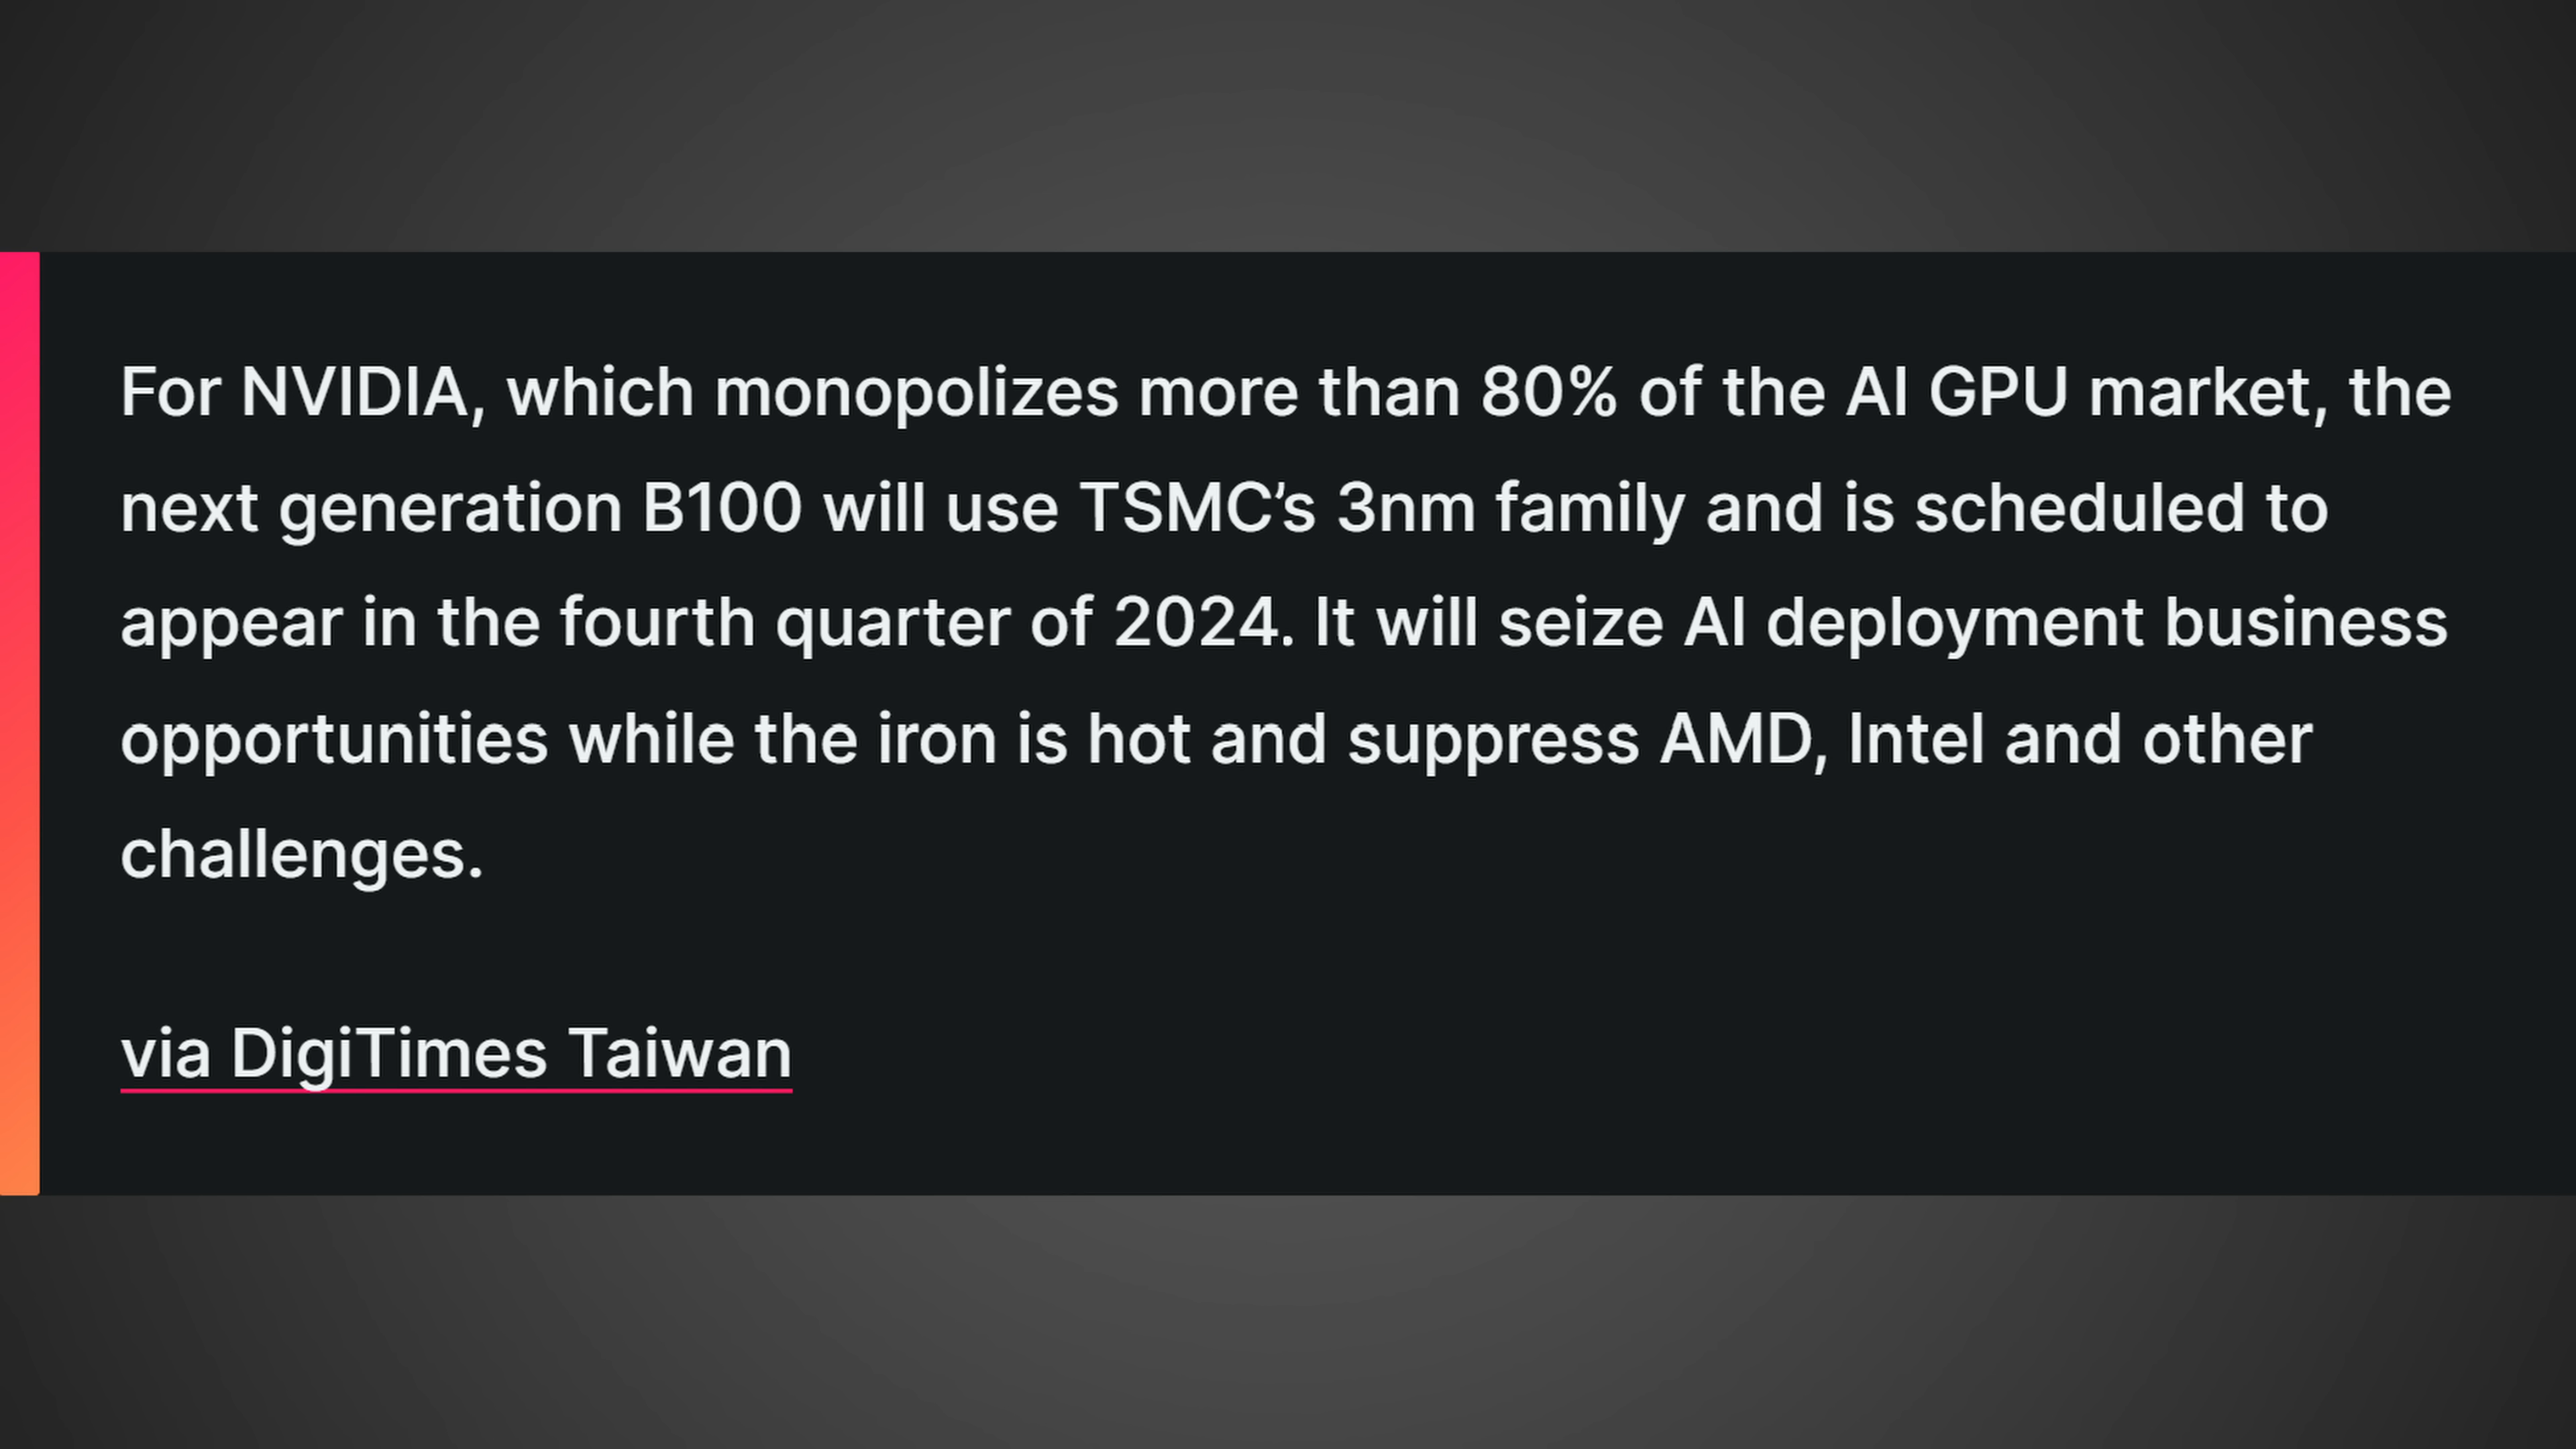 For NVIDIA, which monopolizes more than 80% of the AI GPU market, the
next generation B100 will use TSMC’s 3nm family and is scheduled to
appear in the fourth quarter of 2024. It will seize AI deployment business
opportunities while the iron is hot and suppress AMD, Intel and other
challenges.
via DigiTimes Taiwan